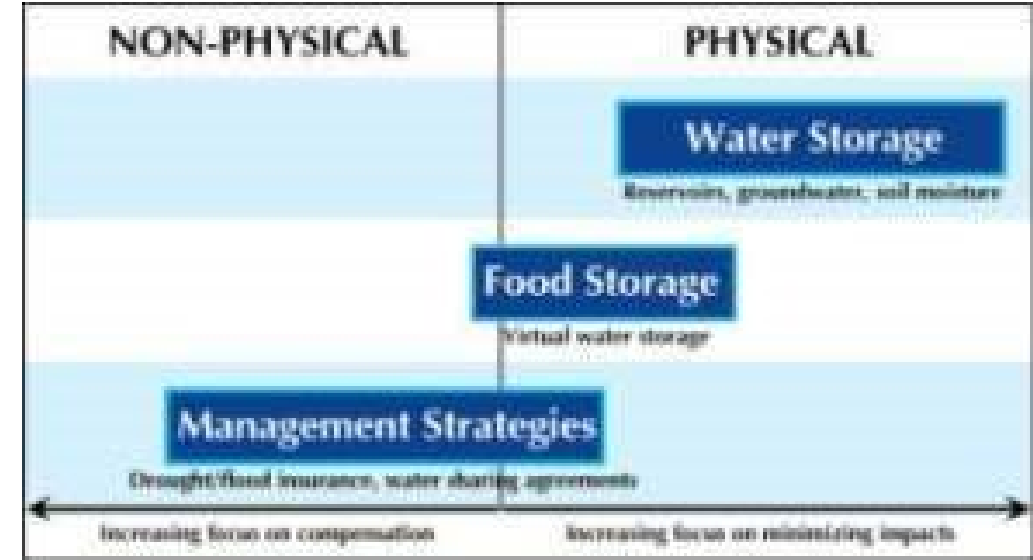 NON-PHYSICAL
PHYSICAL
Water Storage
Reservoirs, groundwater, soil moisture
Food Storage
Virtual water storage
Management Strategies
Drought/flood insurance, water sharing agreements
Increasing focus on compensation
Increasing focus on minimizing impacts